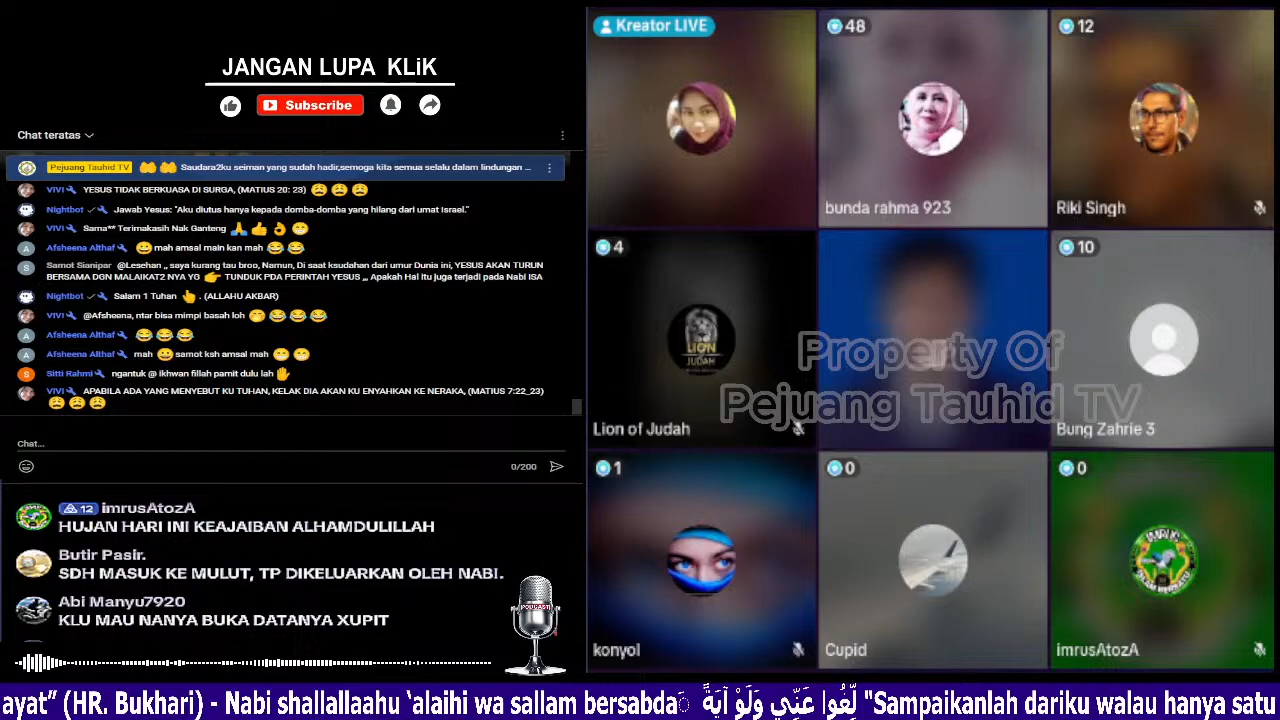 JANGAN LUPA KLiK
Subscribe
Chat teratas
Pejuang Tauhid TV Saudara2ku seiman yang sudah hadir,semoga kita semua selalu dalam lindungan ...
VIVI YESUS TIDAK BERKUASA DI SURGA, (MATIUS 20: 23) 😩😩😩
Nightbot Jawab Yesus: "Aku diutus hanya kepada domba-domba yang hilang dari umat Israel."
VIVI Sama** Terimakasih Nak Ganteng 🙏👍👌😁
Afsheena Althaf 😀 mah amsal main kan mah 😂😂
Samot Sianipar @Lesehan ,, saya kurang tau broo, Namun, Di saat ksudahan dari umur Dunia ini, YESUS AKAN TURUN
BERSAMA DGN MALAIKAT2 NYA YG 👉 TUNDUK PDA PERINTAH YESUS ,,, Apakah Hal itu juga terjadi pada Nabi ISA
Nightbot Salam 1 Tuhan 👆 . (ALLAHU AKBAR)
VIVI @Afsheena, ntar bisa mimpi basah loh 🤭😂😂😂
Afsheena Althaf 😂😂😂
Afsheena Althaf mah 😀 samot ksh amsal mah 😁😁
Sitti Rahmi ngantuk @ ikhwan fillah pamit dulu lah ✋
VIVI APABILA ADA YANG MENYEBUT KU TUHAN, KELAK DIA AKAN KU ENYAHKAN KE NERAKA, (MATIUS 7:22_23)
😩😩😩
Chat...
0/200
12 imrusAtozA
HUJAN HARI INI KEAJAIBAN ALHAMDULILLAH
Butir Pasir.
SDH MASUK KE MULUT, TP DIKELUARKAN OLEH NABI.
Abi Manyu7920
KLU MAU NANYA BUKA DATANYA XUPIT
PODCAST
Kreator LIVE
48
bunda rahma 923
12
Riki Singh
4
LION
JUDAH
Lion of Judah
Property Of
Pejuang Tauhid TV
10
Bung Zahrie 3
1
konyol
0
Cupid
0
imrusAtozA
ayat” (HR. Bukhari) - Nabi shallallaahu ‘alaihi wa sallam bersabda لِّغُوا عَنِّي وَلَوْ آيَةً "Sampaikanlah dariku walau hanya satu